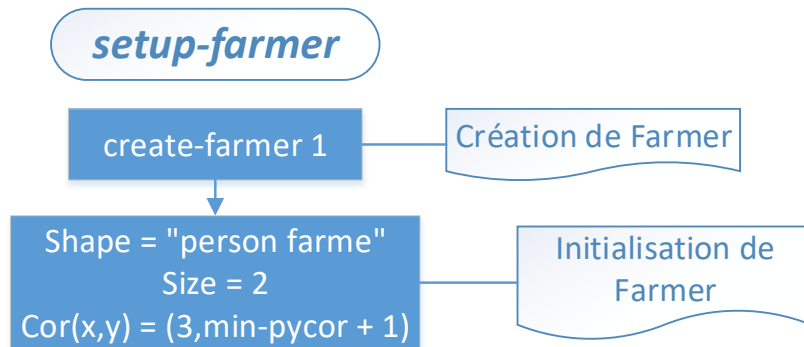 setup-farmer
create-farmer 1
Création de Farmer
Shape = "person farme"
Size = 2
Cor(x,y) = (3,min-pycor + 1)
Initialisation de
Farmer